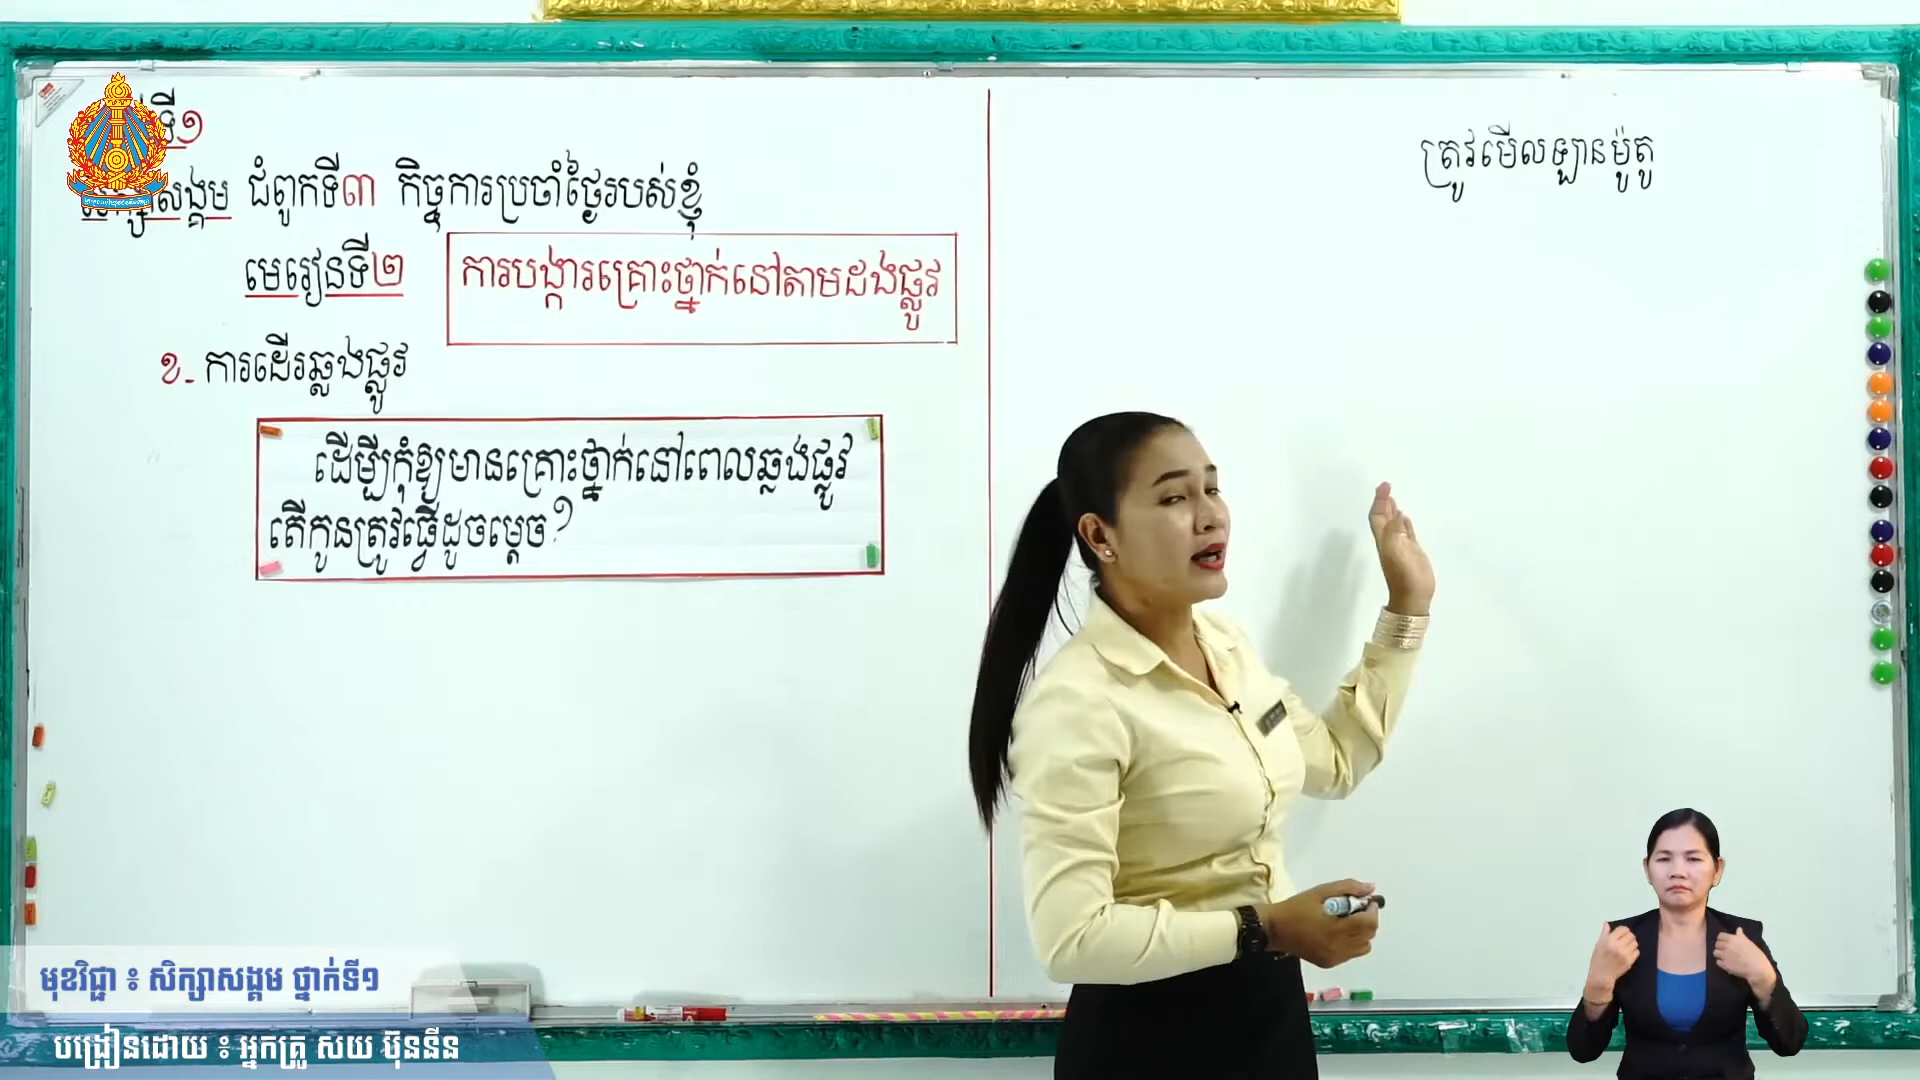 ទី១
សង្គម ជំពូកទី៣ កិច្ចការប្រចាំថ្ងៃរបស់ខ្ញុំ
មេរៀនទី២ ការបង្ការគ្រោះថ្នាក់នៅតាមដងផ្លូវ
ខ- ការដើរឆ្លងផ្លូវ
ដើម្បីកុំឱ្យមានគ្រោះថ្នាក់នៅពេលឆ្លងផ្លូវ
តើកូនត្រូវធ្វើដូចម្ដេច?
ត្រូវមើលឡានម៉ូតូ
មុខវិជ្ជា ៖ សិក្សាសង្គម ថ្នាក់ទី១
បង្រៀនដោយ ៖ អ្នកគ្រូ សយ ប៊ុននីន